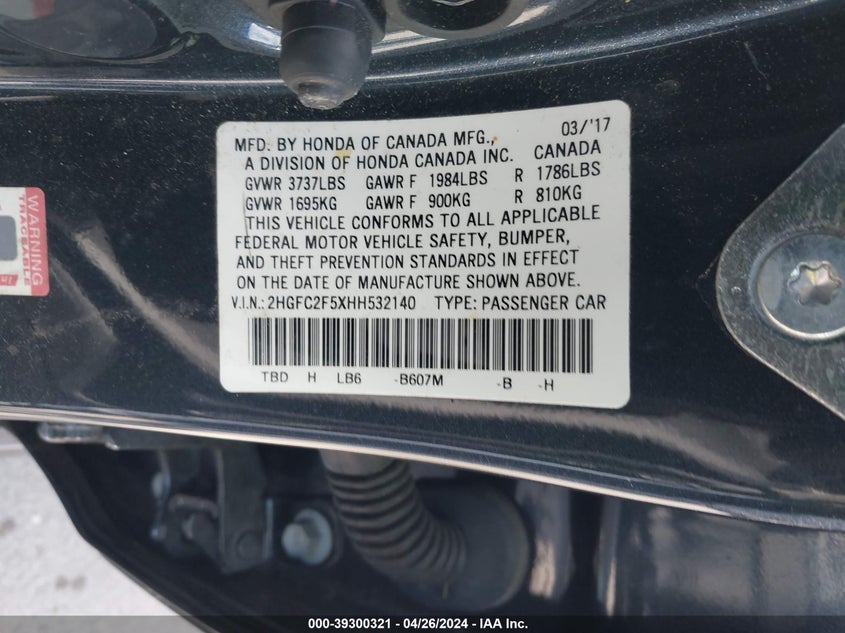 MFD. BY HONDA OF CANADA MFG., 03/'17
A DIVISION OF HONDA CANADA INC. CANADA
GVWR 3737LBS GAWR F 1984LBS R 1786LBS
GVWR 1695KG GAWR F 900KG R 810KG
THIS VEHICLE CONFORMS TO ALL APPLICABLE
FEDERAL MOTOR VEHICLE SAFETY, BUMPER,
AND THEFT PREVENTION STANDARDS IN EFFECT
ON THE DATE OF MANUFACTURE SHOWN ABOVE.
V.I.N.: 2HGFC2F5XHH532140 TYPE: PASSENGER CAR
TBD H LB6 -B607M -B -H
WARNING
TRACEABLE
000-39300321 - 04/26/2024 - IAA Inc.